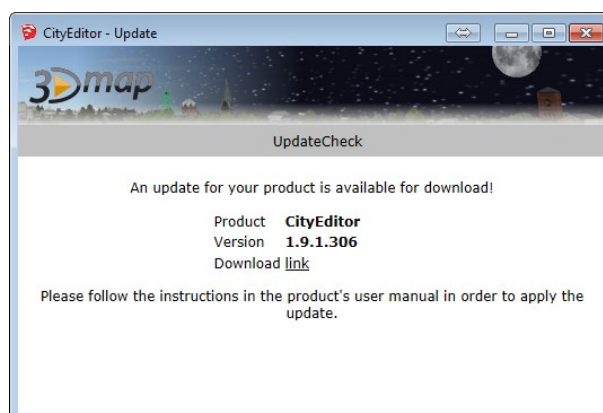 CityEditor - Update
3Dmap
UpdateCheck
An update for your product is available for download!
Product CityEditor
Version 1.9.1.306
Download link
Please follow the instructions in the product's user manual in order to apply the
update.